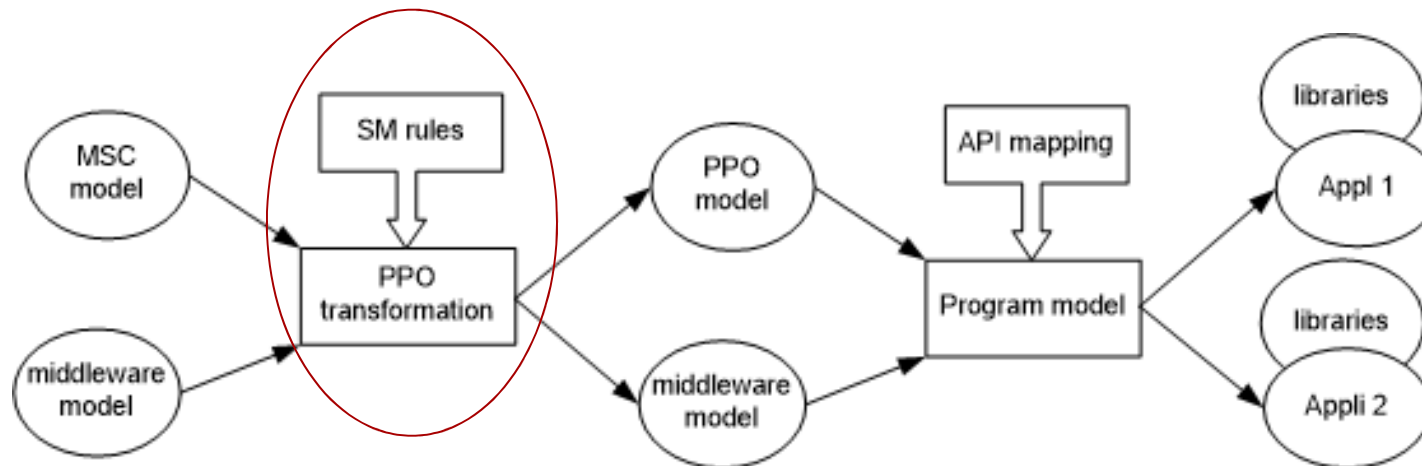 MSC
model
middleware
model
SM rules
PPO
transformation
PPO
model
middleware
model
API mapping
Program model
libraries
Appl 1
libraries
Appli 2